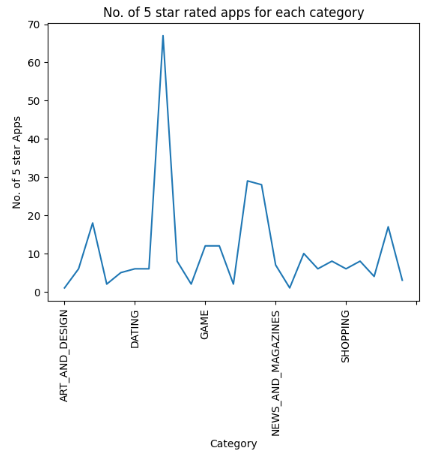 No. of 5 star rated apps for each category
70
60
50
40
30
20
10
0
No. of 5 star Apps
ART_AND_DESIGN
DATING
GAME
NEWS_AND_MAGAZINES
SHOPPING
Category